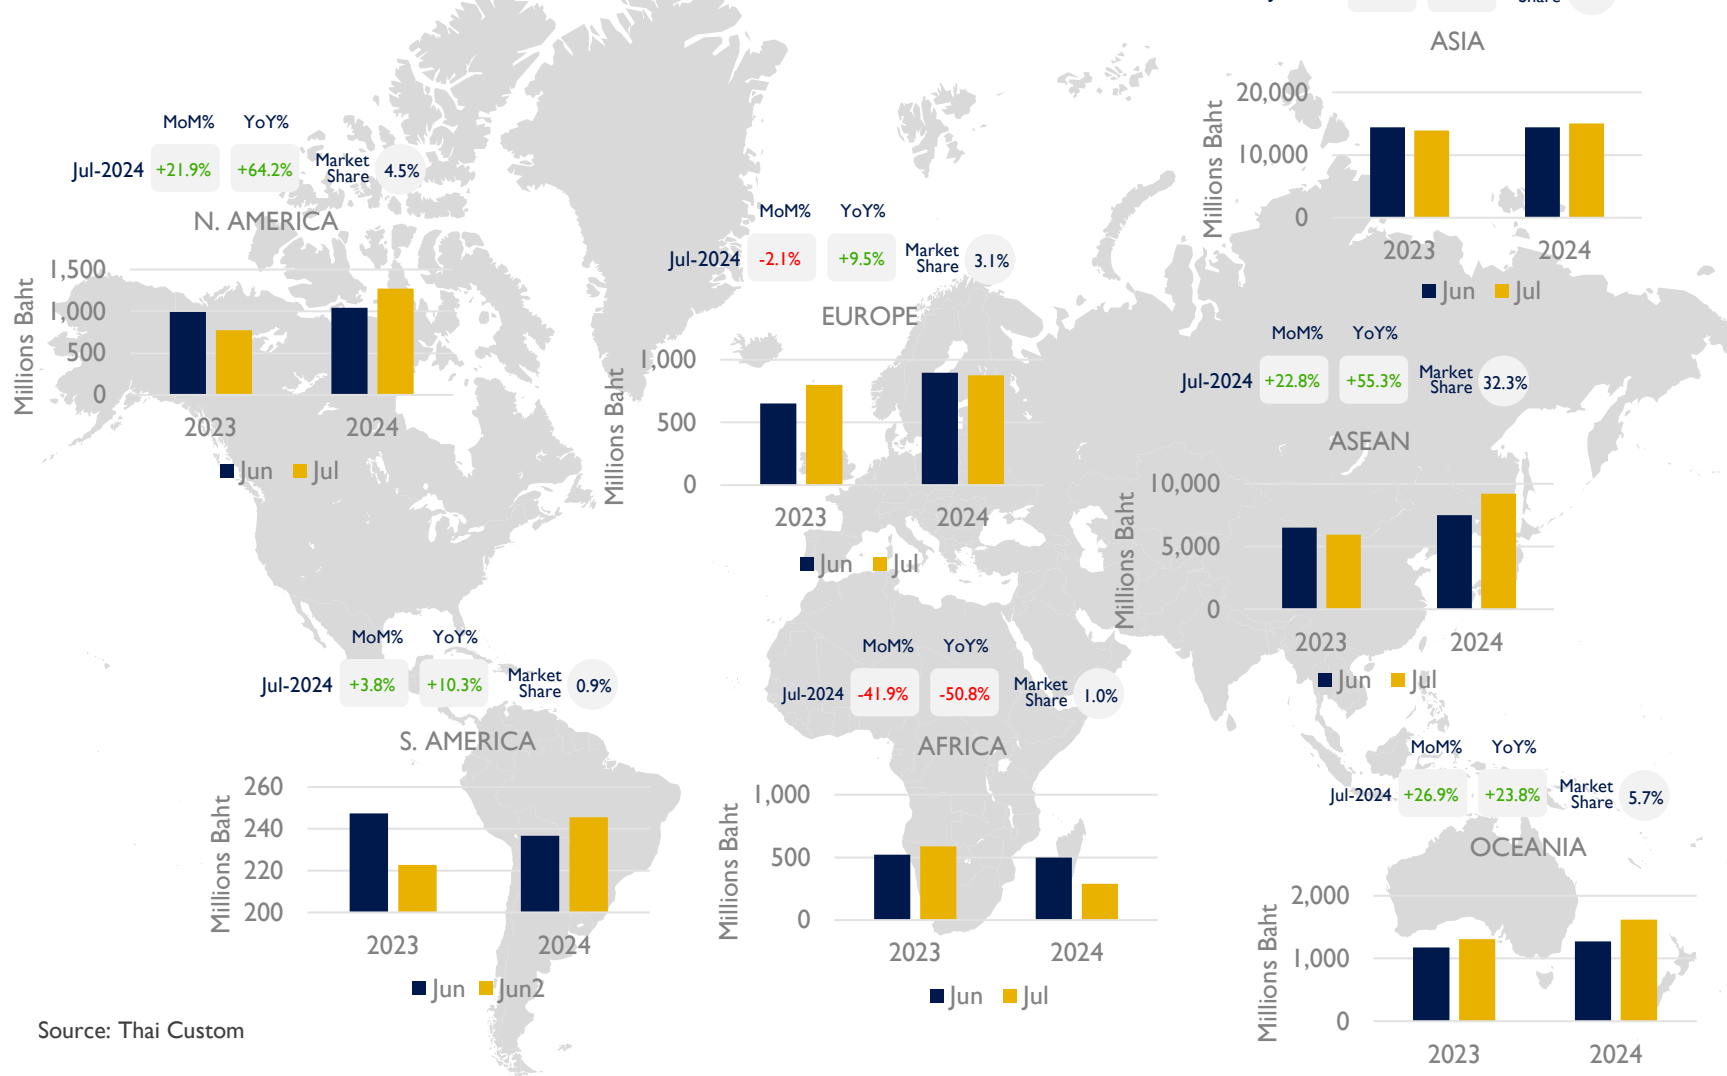 Share
ASIA
20,000
10,000
0
Millions Baht
2023 2024
Jun Jul
MoM% YoY%
Jul-2024 +21.9% +64.2% Market Share 4.5%
N. AMERICA
1,500
1,000
500
0
Millions Baht
2023 2024
Jun Jul
MoM% YoY%
Jul-2024 -2.1% +9.5% Market Share 3.1%
EUROPE
1,000
500
0
Millions Baht
2023 2024
Jun Jul
MoM% YoY%
Jul-2024 +22.8% +55.3% Market Share 32.3%
ASEAN
10,000
5,000
0
Millions Baht
2023 2024
Jun Jul
MoM% YoY%
Jul-2024 +3.8% +10.3% Market Share 0.9%
S. AMERICA
260
240
220
200
Millions Baht
2023 2024
Jun Jun2
MoM% YoY%
Jul-2024 -41.9% -50.8% Market Share 1.0%
AFRICA
1,000
500
0
Millions Baht
2023 2024
Jun Jul
MoM% YoY%
Jul-2024 +26.9% +23.8% Market Share 5.7%
OCEANIA
2,000
1,000
0
Millions Baht
2023 2024
Source: Thai Custom